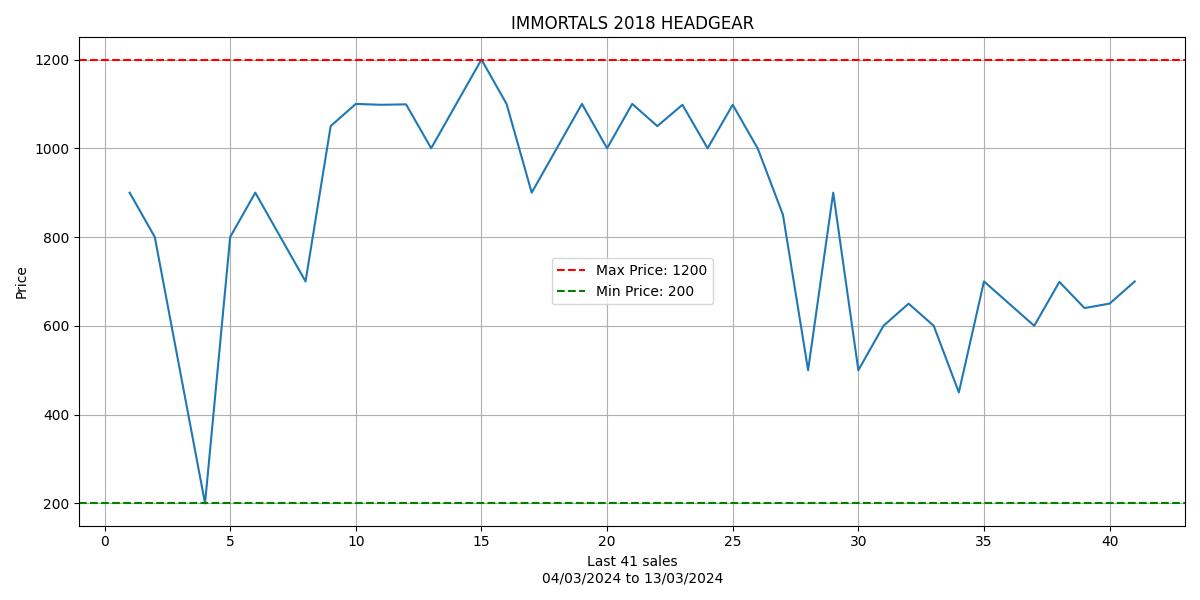 IMMORTALS 2018 HEADGEAR
Price
1200
1000
800
600
400
200
Max Price: 1200
Min Price: 200
0 5 10 15 20 25 30 35 40
Last 41 sales
04/03/2024 to 13/03/2024